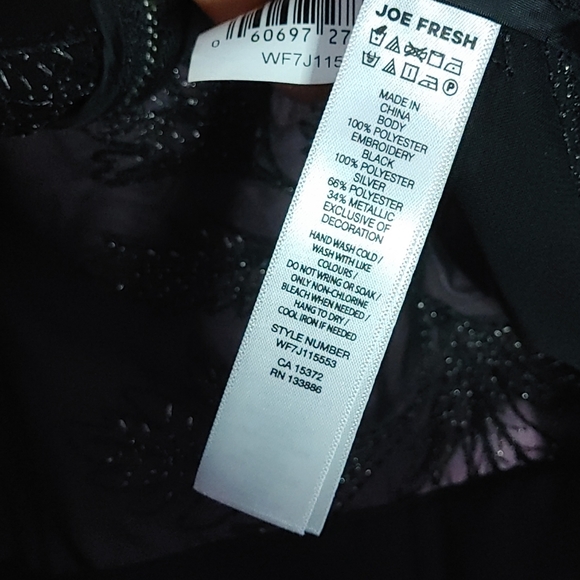 0 60697 27
WF7J115
JOE FRESH
P
MADE IN
CHINA
BODY
100% POLYESTER
EMBROIDERY
BLACK
100% POLYESTER
SILVER
66% POLYESTER
34% METALLIC
EXCLUSIVE OF
DECORATION
HAND WASH COLD /
WASH WITH LIKE
COLOURS /
DO NOT WRING OR SOAK /
ONLY NON-CHLORINE
BLEACH WHEN NEEDED /
HANG TO DRY /
COOL IRON IF NEEDED
STYLE NUMBER
WF7J115553
CA 15372
RN 133886